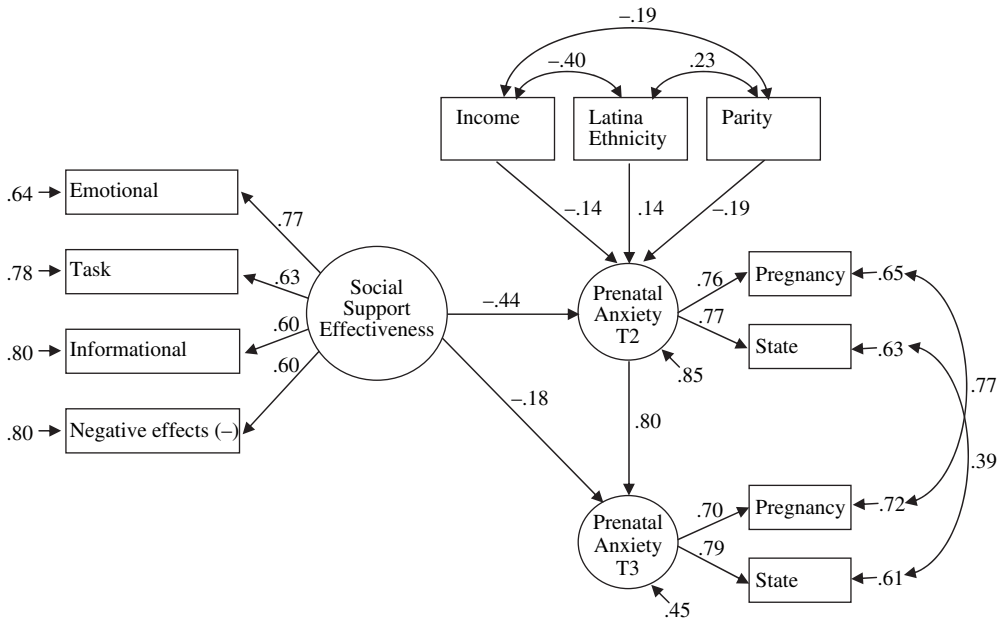 –.19
–.40
.23
Income
Latina
Ethnicity
Parity
–.14
.14
–.19
.64
Emotional
.77
.78
Task
.63
.80
Informational
.60
.80
Negative effects (–)
.60
Social
Support
Effectiveness
–.44
–.18
Prenatal
Anxiety
T2
.85
.76
Pregnancy
.65
.77
State
.63
.80
.77
.39
Prenatal
Anxiety
T3
.45
.70
Pregnancy
.72
.79
State
.61